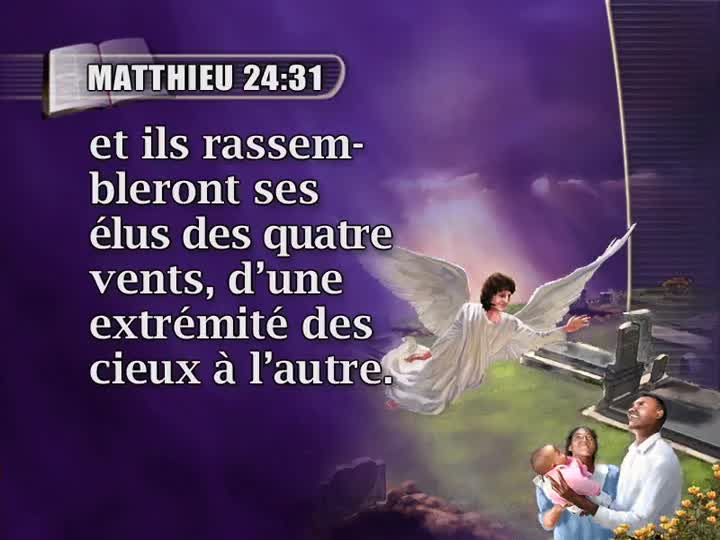 MATTHIEU 24:31
et ils rassem-
bleront ses
élus des quatre
vents, d'une
extrémité des
cieux à l'autre.